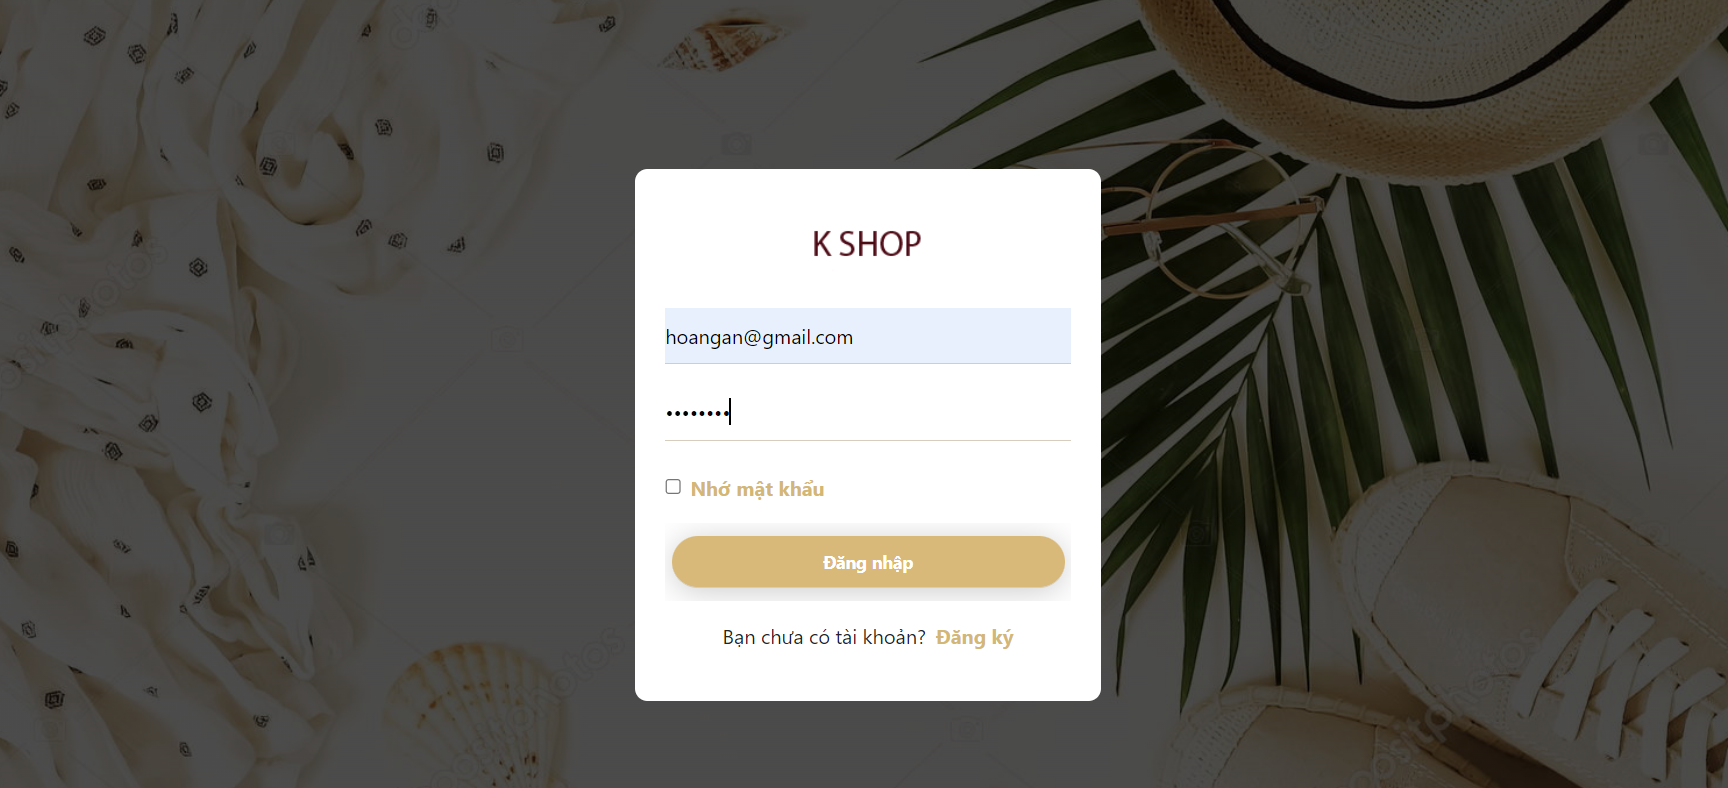 K SHOP
hoangan@gmail.com
••••••••
Nhớ mật khẩu
Đăng nhập
Bạn chưa có tài khoản? Đăng ký